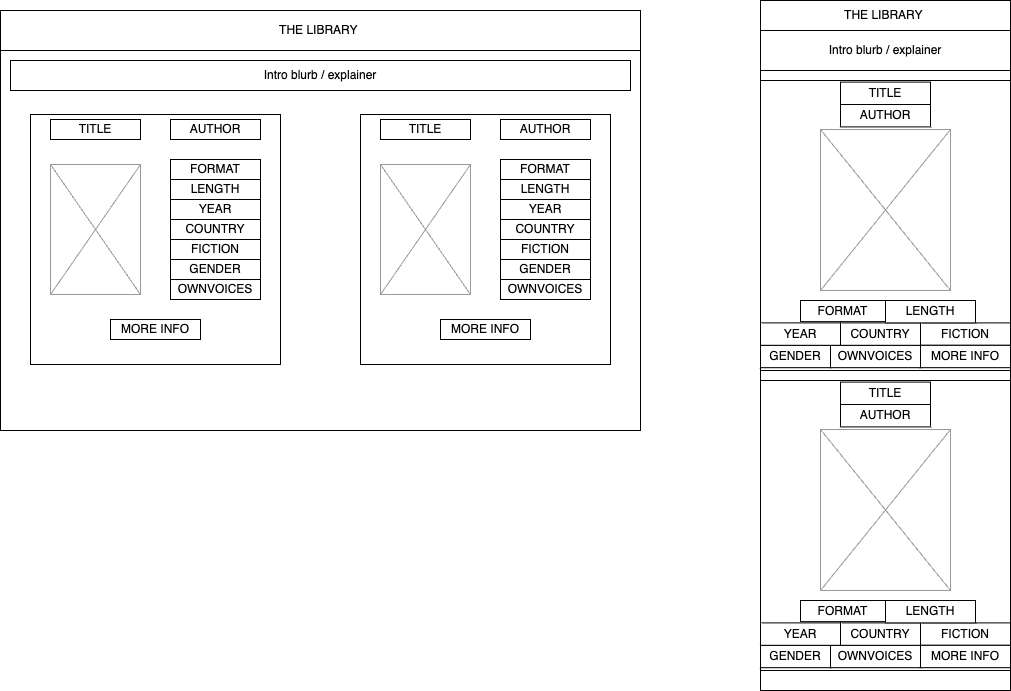 THE LIBRARY
Intro blurb / explainer
TITLE AUTHOR
FORMAT
LENGTH
YEAR
COUNTRY
FICTION
GENDER
OWNVOICES
MORE INFO
TITLE AUTHOR
FORMAT
LENGTH
YEAR
COUNTRY
FICTION
GENDER
OWNVOICES
MORE INFO
THE LIBRARY
Intro blurb / explainer
TITLE
AUTHOR
FORMAT LENGTH
YEAR COUNTRY FICTION
GENDER OWNVOICES MORE INFO
TITLE
AUTHOR
FORMAT LENGTH
YEAR COUNTRY FICTION
GENDER OWNVOICES MORE INFO